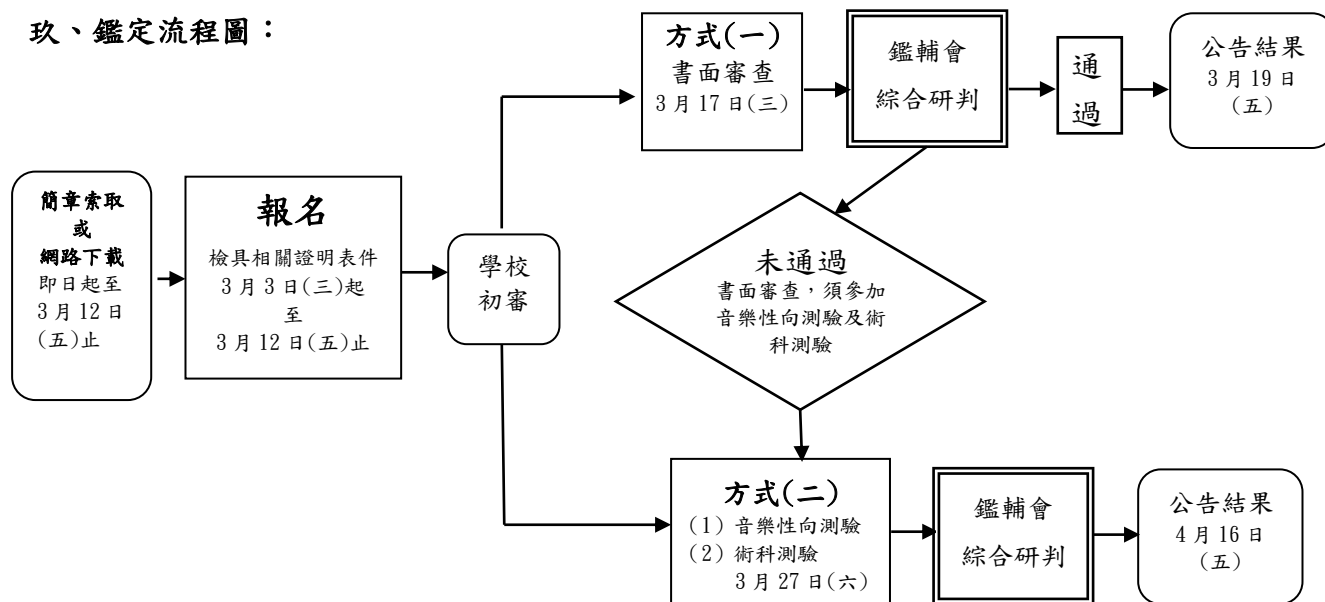 玖、鑑定流程圖：
簡章索取
或
網路下載
即日起至
3月12日
(五)止
報名
檢具相關證明表件
3月3日(三)起
至
3月12日(五)止
學校
初審
方式(一)
書面審查
3月17日(三)
鑑輔會
綜合研判
通
過
公告結果
3月19日
(五)
未通過
書面審查，須參加
音樂性向測驗及術
科測驗
方式(二)
(1)音樂性向測驗
(2)術科測驗
3月27日(六)
鑑輔會
綜合研判
公告結果
4月16日
(五)